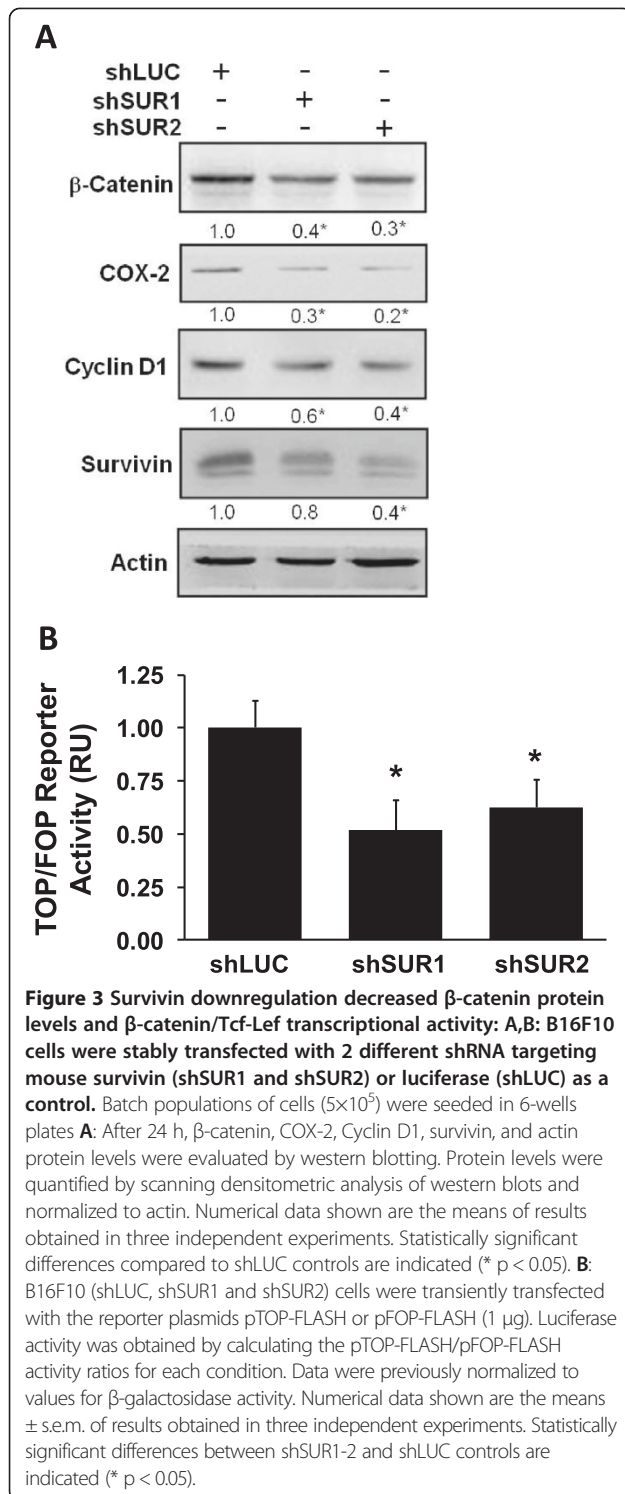 A
shLUC + - -
shSUR1 - + -
shSUR2 - - +
β-Catenin
1.0 0.4* 0.3*
COX-2
1.0 0.3* 0.2*
Cyclin D1
1.0 0.6* 0.4*
Survivin
1.0 0.8 0.4*
Actin
B
TOP/FOP Reporter
Activity (RU)
1.25
1.00
0.75
0.50
0.25
0.00
* *
shLUC shSUR1 shSUR2
Figure 3 Survivin downregulation decreased β-catenin protein
levels and β-catenin/Tcf-Lef transcriptional activity: A,B: B16F10
cells were stably transfected with 2 different shRNA targeting
mouse survivin (shSUR1 and shSUR2) or luciferase (shLUC) as a
control. Batch populations of cells (5×10⁵) were seeded in 6-wells
plates A: After 24 h, β-catenin, COX-2, Cyclin D1, survivin, and actin
protein levels were evaluated by western blotting. Protein levels were
quantified by scanning densitometric analysis of western blots and
normalized to actin. Numerical data shown are the means of results
obtained in three independent experiments. Statistically significant
differences compared to shLUC controls are indicated (* p < 0.05). B:
B16F10 (shLUC, shSUR1 and shSUR2) cells were transiently transfected
with the reporter plasmids pTOP-FLASH or pFOP-FLASH (1 μg). Luciferase
activity was obtained by calculating the pTOP-FLASH/pFOP-FLASH
activity ratios for each condition. Data were previously normalized to
values for β-galactosidase activity. Numerical data shown are the means
± s.e.m. of results obtained in three independent experiments. Statistically
significant differences between shSUR1-2 and shLUC controls are
indicated (* p < 0.05).